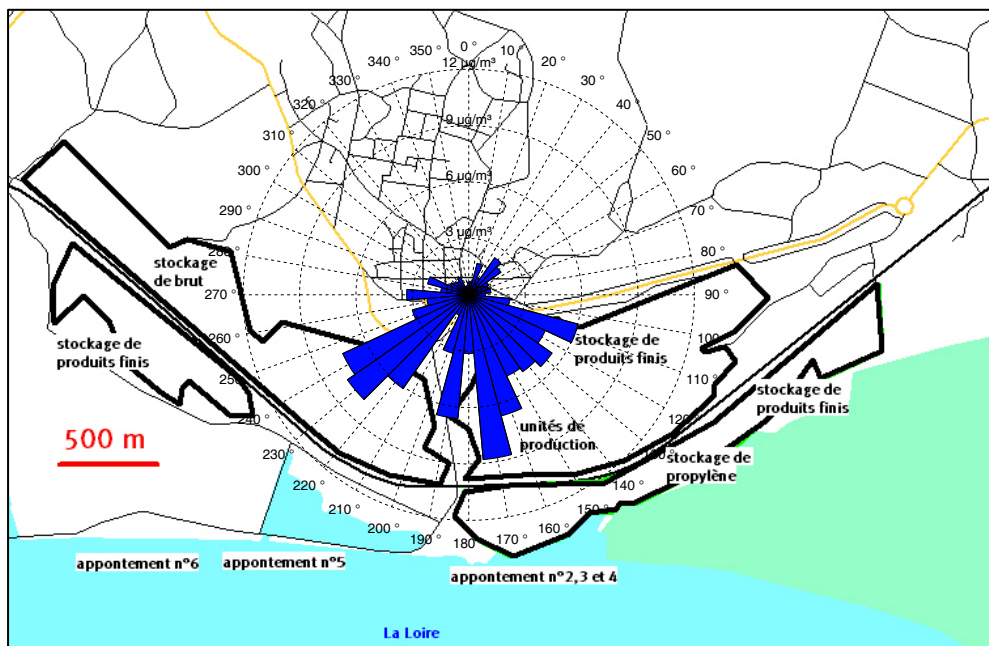 0 °
10 °
20 °
30 °
40 °
50 °
60 °
70 °
80 °
90 °
100 °
110 °
120 °
130 °
140 °
150 °
160 °
170 °
180 °
190 °
200 °
210 °
220 °
230 °
240 °
250 °
260 °
270 °
280 °
290 °
300 °
310 °
320 °
330 °
340 °
350 °
12 µg/m³
9 µg/m³
6 µg/m³
3 µg/m³
stockage
de brut
stockage de
produits finis
stockage de
produits finis
stockage de
produits finis
unités de
production
stockage de
propylène
500 m
appontement n°6
appontement n°5
appontement n°2, 3 et 4
La Loire